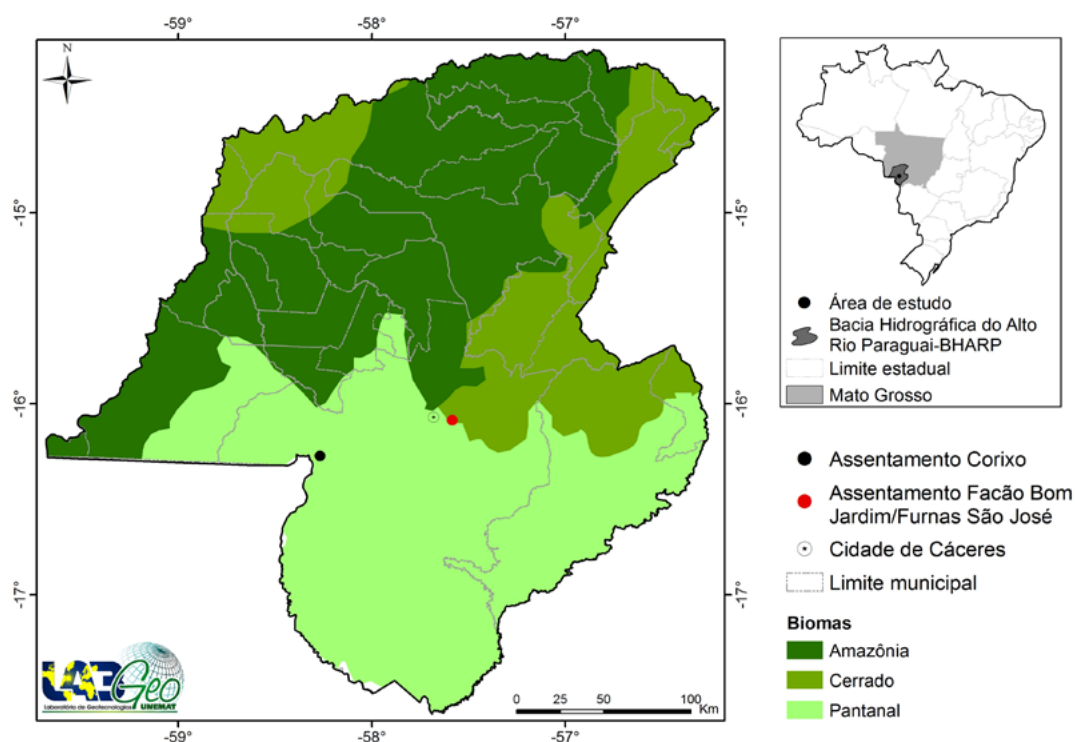 -59°
-58°
-57°
N
-15°
-16°
-17°
-15°
-16°
-17°
-59°
-58°
-57°
0 25 50 100
Km
LAB Geo
Laboratório de Geotecnologias UNEMAT
Área de estudo
Bacia Hidrográfica do Alto
Rio Paraguai-BHARP
Limite estadual
Mato Grosso
Assentamento Corixo
Assentamento Facão Bom
Jardim/Furnas São José
Cidade de Cáceres
Limite municipal
Biomas
Amazônia
Cerrado
Pantanal